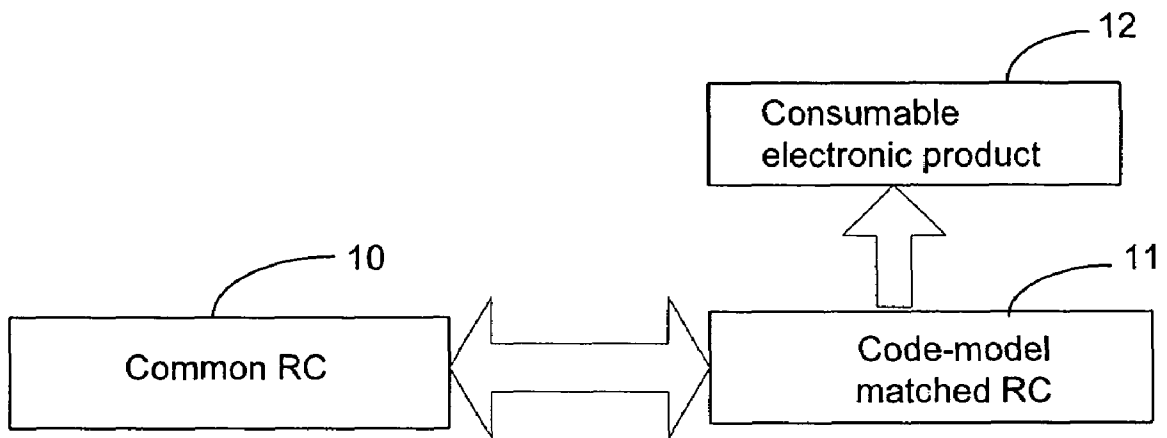 12
Consumable
electronic product
10
11
Common RC
Code-model
matched RC